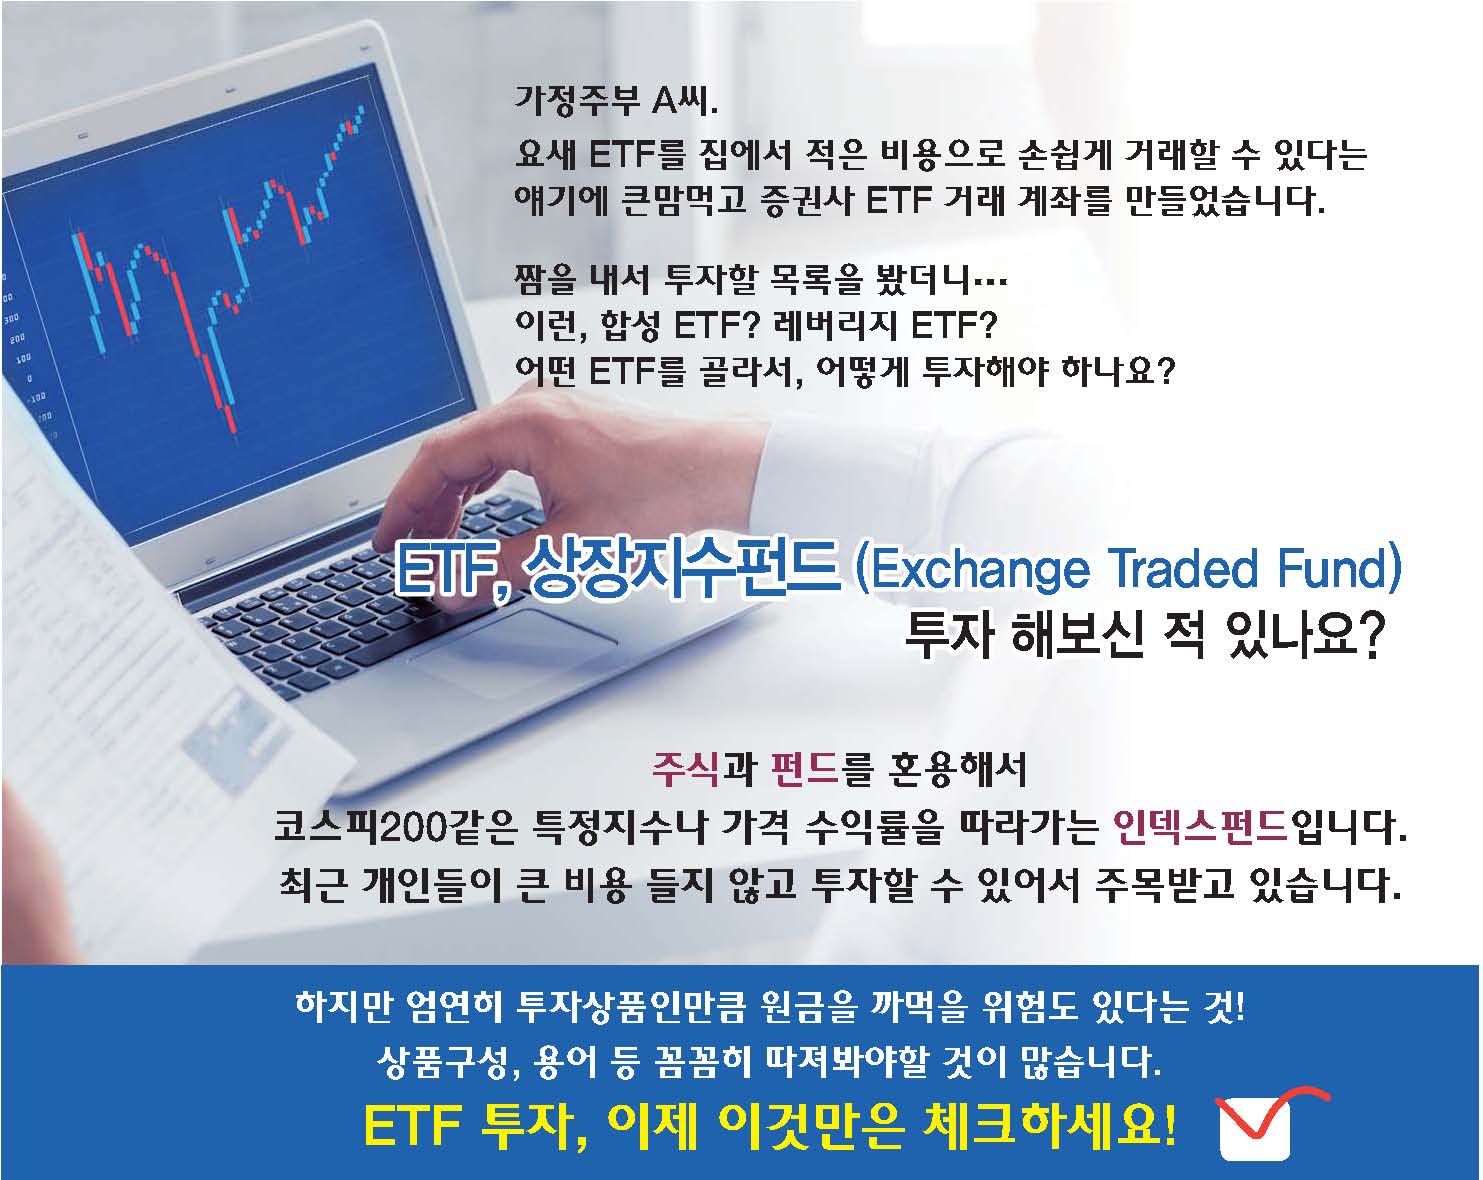 가정주부 A씨.
요새 ETF를 집에서 적은 비용으로 손쉽게 거래할 수 있다는
얘기에 큰맘먹고 증권사 ETF 거래 계좌를 만들었습니다.
짬을 내서 투자할 목록을 봤더니…
이런, 합성 ETF? 레버리지 ETF?
어떤 ETF를 골라서, 어떻게 투자해야 하나요?
ETF, 상장지수펀드 (Exchange Traded Fund)
투자 해보신 적 있나요?
주식과 펀드를 혼용해서
코스피200같은 특정지수나 가격 수익률을 따라가는 인덱스펀드입니다.
최근 개인들이 큰 비용 들지 않고 투자할 수 있어서 주목받고 있습니다.
하지만 엄연히 투자상품인만큼 원금을 까먹을 위험도 있다는 것!
상품구성, 용어 등 꼼꼼히 따져봐야할 것이 많습니다.
ETF 투자, 이제 이것만은 체크하세요!
300
200
100
0
-100